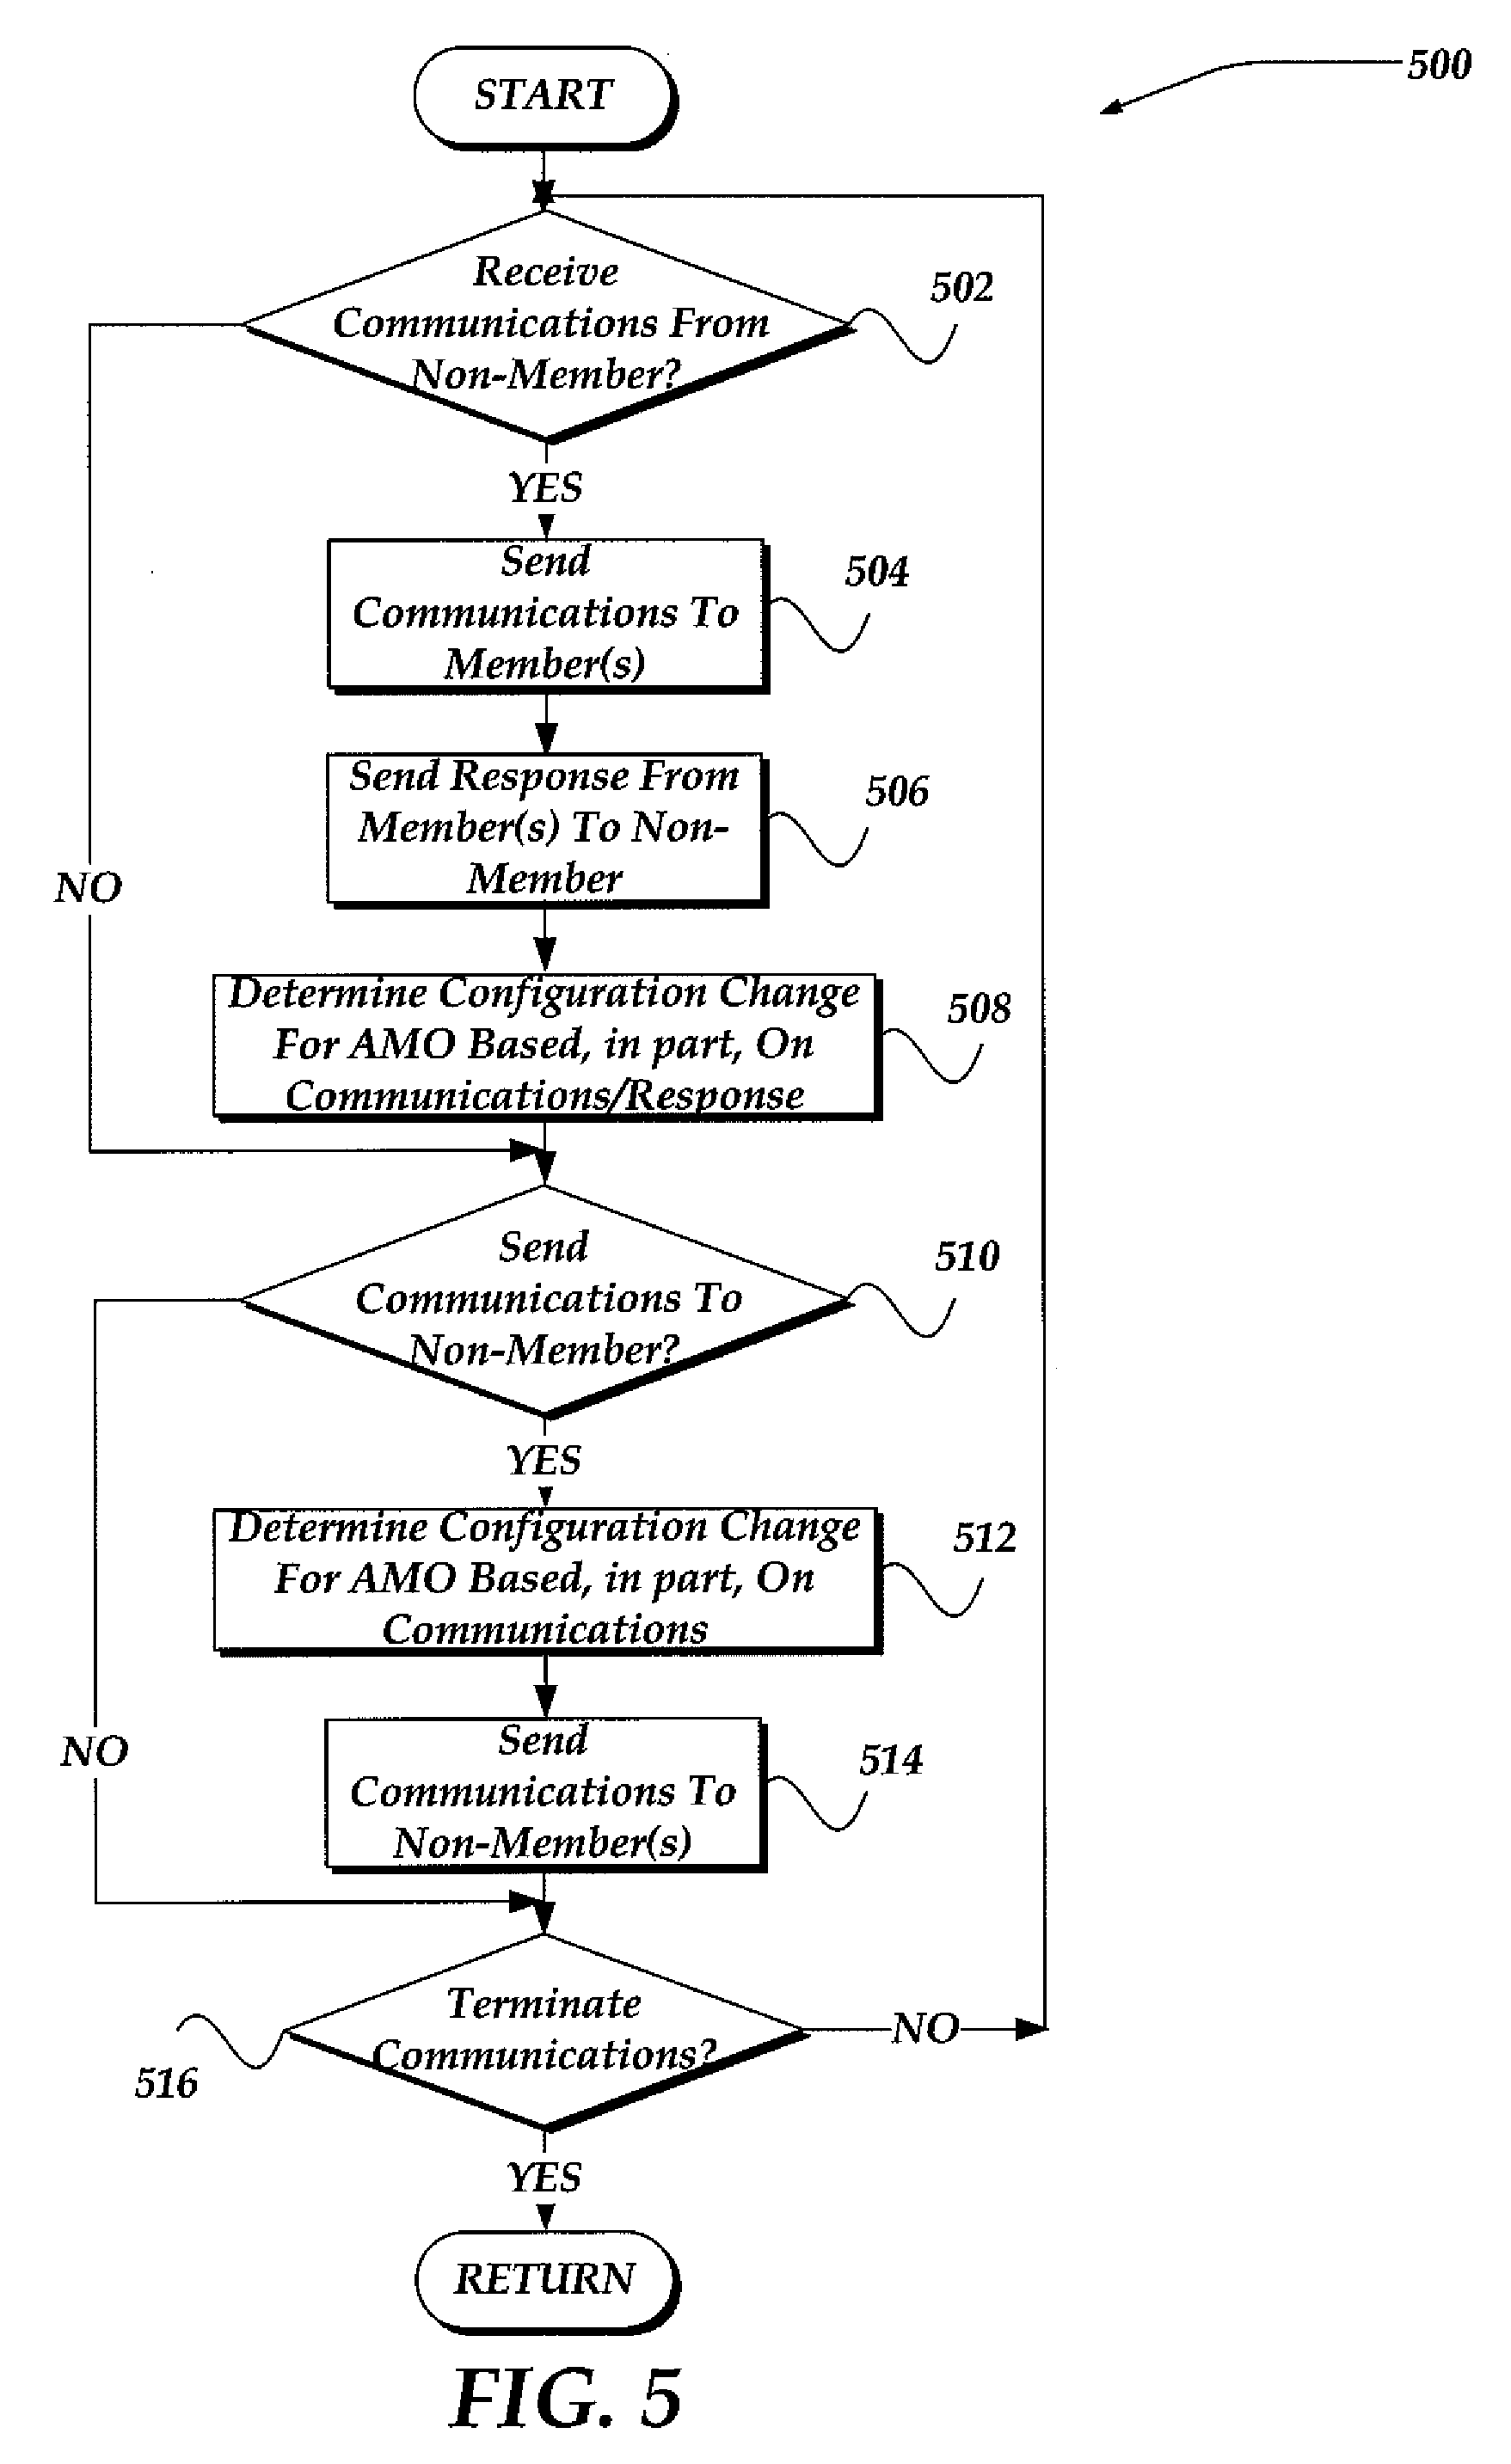 START
500
Receive
Communications From
Non-Member?
502
YES
Send
Communications To
Member(s)
504
Send Response From
Member(s) To Non-
Member
506
NO
Determine Configuration Change
For AMO Based, in part, On
Communications/Response
508
Send
Communications To
Non-Member?
510
YES
Determine Configuration Change
For AMO Based, in part, On
Communications
512
NO
Send
Communications To
Non-Member(s)
514
Terminate
Communications?
NO
516
YES
RETURN
FIG. 5